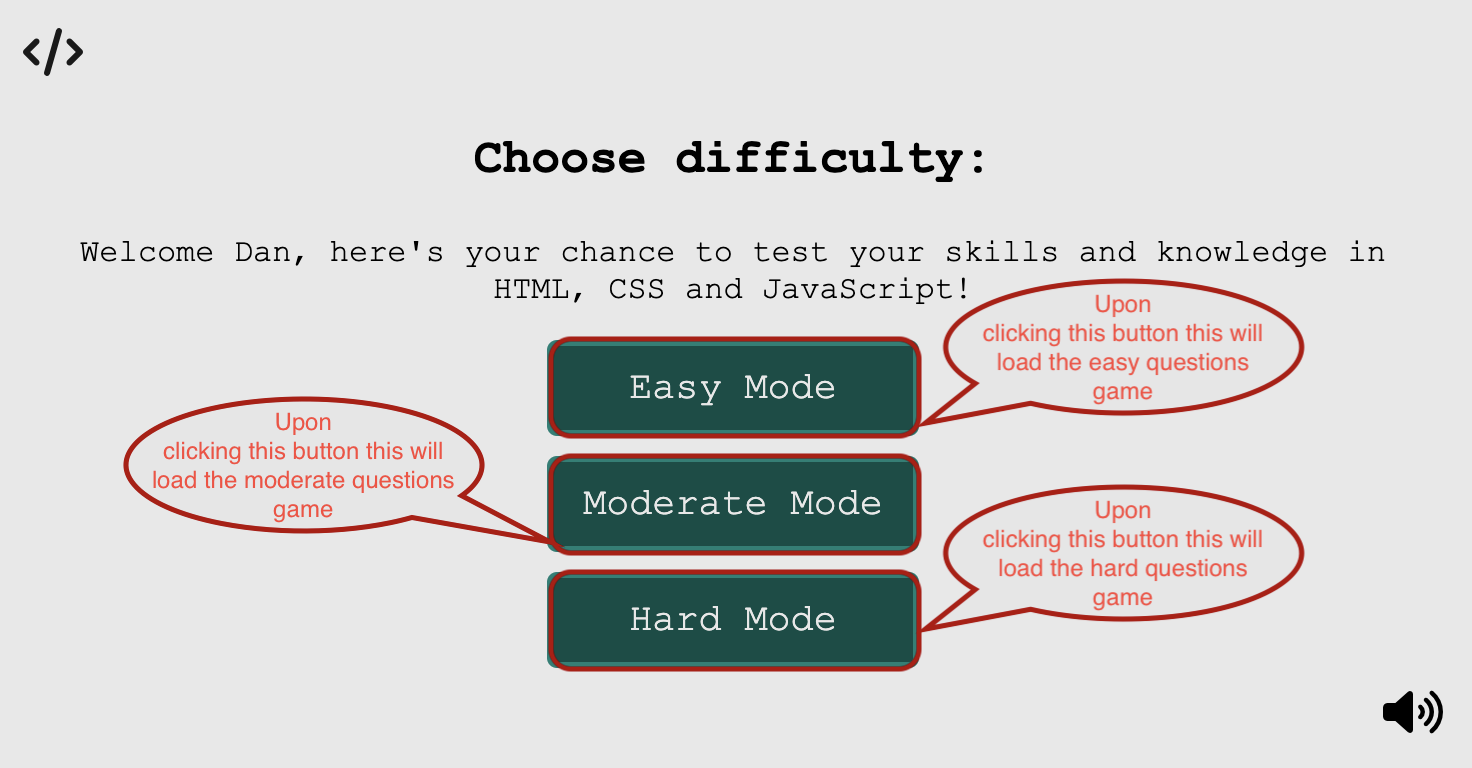 </>
Choose difficulty:
Welcome Dan, here's your chance to test your skills and knowledge in
HTML, CSS and JavaScript!
Easy Mode
Upon
clicking this button this will
load the easy questions
game
Upon
clicking this button this will
load the moderate questions
game
Moderate Mode
Hard Mode
Upon
clicking this button this will
load the hard questions
game